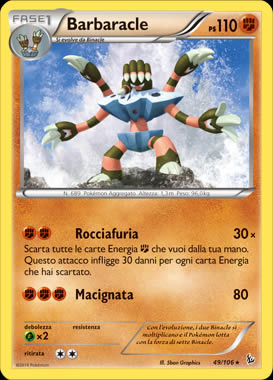 FASE 1
Barbaracle
PS 110
Si evolve da Binacle
N. 689 Pokémon Aggregato Altezza: 1,3m Peso: 96,0kg
Rocciafuria 30×
Scarta tutte le carte Energia che vuoi dalla tua mano.
Questo attacco infligge 30 danni per ogni carta Energia
che hai scartato.
Macignata 80
debolezza
resistenza
×2
ritirata
Con l'evoluzione, i due Binacle si
moltiplicano e il Pokémon lotta
con la forza di sette Binacle.
Ill. 5ban Graphics
49/106
©2014 Pokémon